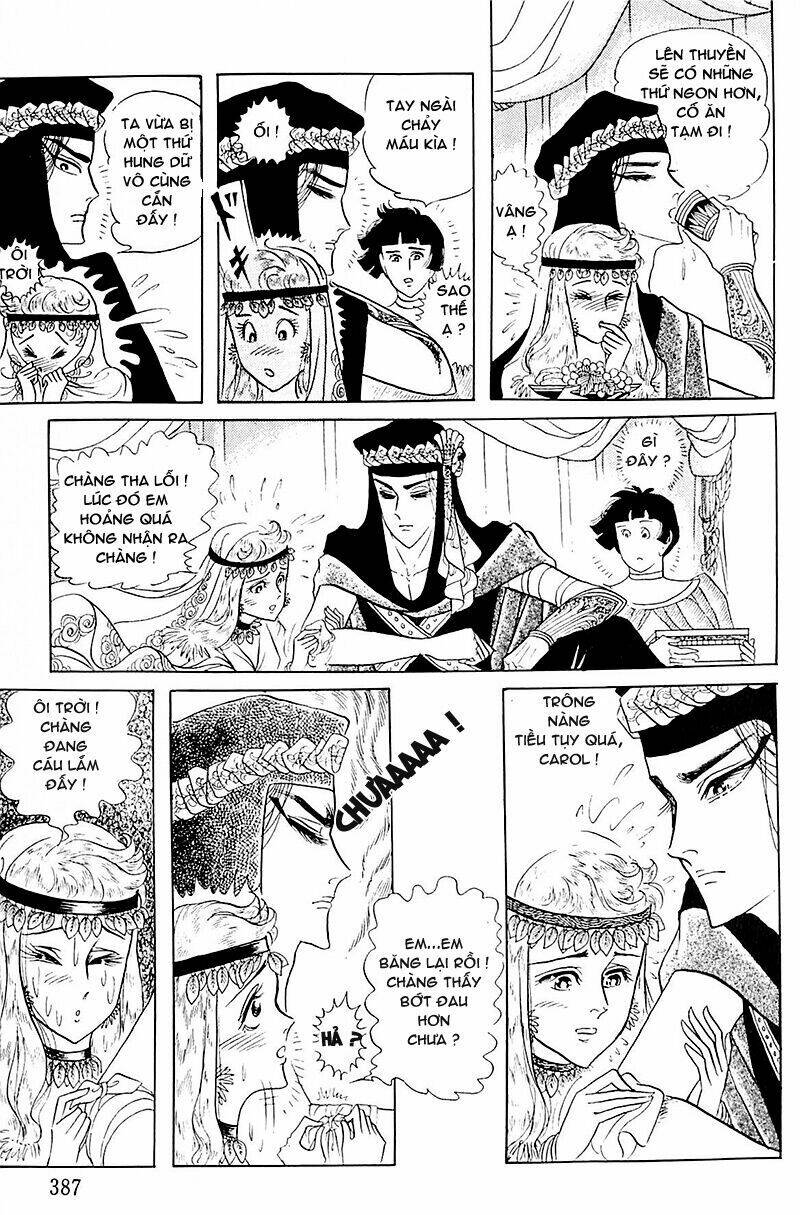 LÊN THUYỀN
SẼ CÓ NHỮNG
THỨ NGON HƠN,
CỐ ĂN
TẠM ĐI !
VÂNG
Ạ !
TAY NGÀI
CHẢY
MÁU KÌA !
ỐI !
SAO
THẾ
Ạ ?
TA VỪA BỊ
MỘT THỨ
HUNG DỮ
VÔ CÙNG
CẮN
ĐẤY !
ÔI
TRỜI !
GÌ
ĐÂY ?
CHÀNG THA LỖI !
LÚC ĐÓ EM
HOẢNG QUÁ
KHÔNG NHẬN RA
CHÀNG !
TRÔNG
NÀNG
TIỀU TUỴ QUÁ,
CAROL !
EM...EM
BĂNG LẠI RỒI !
CHÀNG THẤY
BỚT ĐAU
HƠN
CHƯA ?
CHƯAAAAA !
HẢ ?
ÔI TRỜI !
CHÀNG
ĐANG
CÁU LẮM
ĐẤY !
387